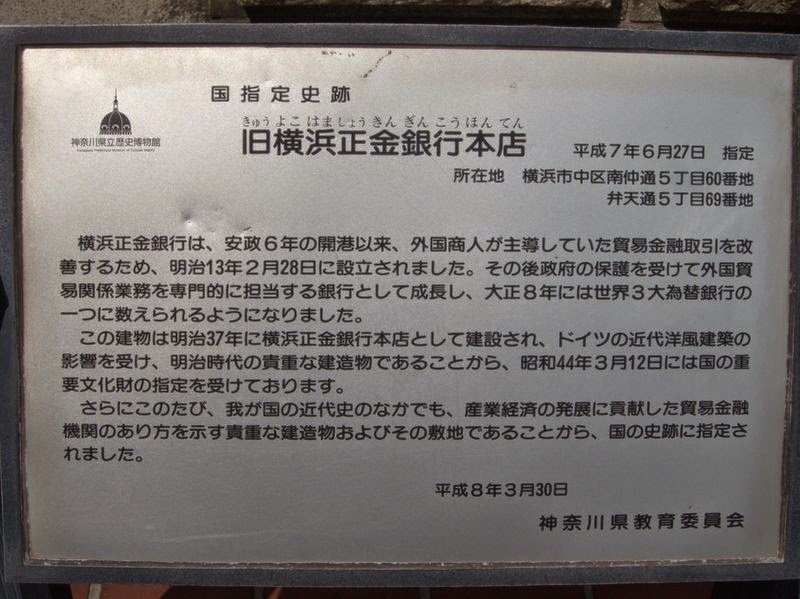 国指定史跡
神奈川県立歴史博物館
きゅう よこ はま しょう きん ぎん こう ほん てん
旧横浜正金銀行本店
平成7年6月27日 指定
所在地 横浜市中区南仲通5丁目60番地
弁天通5丁目69番地
横浜正金銀行は、安政6年の開港以来、外国商人が主導していた貿易金融取引を改
善するため、明治13年2月28日に設立されました。その後政府の保護を受けて外国貿
易関係業務を専門的に担当する銀行として成長し、大正8年には世界3大為替銀行の
一つに数えられるようになりました。
この建物は明治37年に横浜正金銀行本店として建設され、ドイツの近代洋風建築の
影響を受け、明治時代の貴重な建造物であることから、昭和44年3月12日には国の重
要文化財の指定を受けております。
さらにこのたび、我が国の近代史のなかでも、産業経済の発展に貢献した貿易金融
機関のあり方を示す貴重な建造物およびその敷地であることから、国の史跡に指定さ
れました。
平成8年3月30日
神奈川県教育委員会